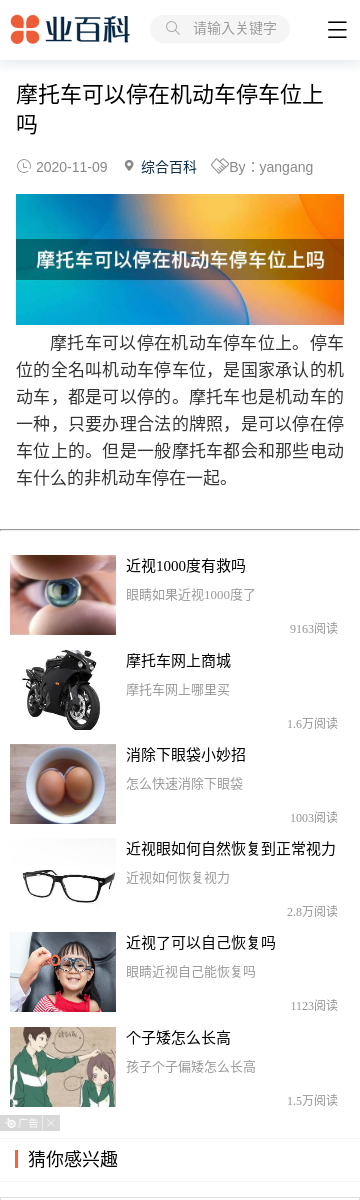 业百科
请输入关键字
摩托车可以停在机动车停车位上
吗
2020-11-09 综合百科 By：yangang
摩托车可以停在机动车停车位上吗
摩托车可以停在机动车停车位上。停车
位的全名叫机动车停车位，是国家承认的机
动车，都是可以停的。摩托车也是机动车的
一种，只要办理合法的牌照，是可以停在停
车位上的。但是一般摩托车都会和那些电动
车什么的非机动车停在一起。
近视1000度有救吗
眼睛如果近视1000度了
9163阅读
摩托车网上商城
摩托车网上哪里买
1.6万阅读
消除下眼袋小妙招
怎么快速消除下眼袋
1003阅读
近视眼如何自然恢复到正常视力
近视如何恢复视力
2.8万阅读
近视了可以自己恢复吗
眼睛近视自己能恢复吗
1123阅读
个子矮怎么长高
孩子个子偏矮怎么长高
1.5万阅读
广告
猜你感兴趣